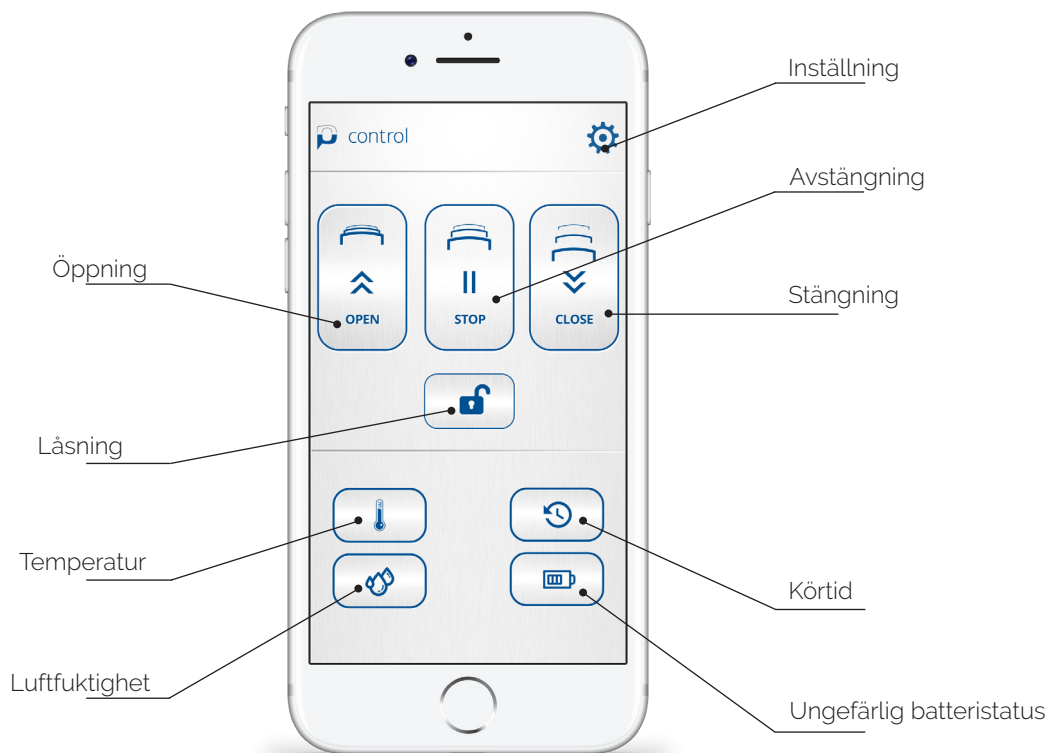 Inställning
control
Avstängning
Öppning
Stängning
OPEN
STOP
CLOSE
Låsning
Temperatur
Körtid
Luftfuktighet
Ungefärlig batteristatus